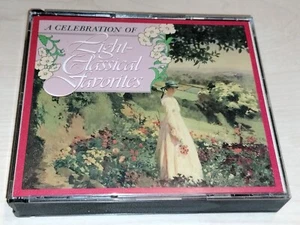 A CELEBRATION OF
Light-
Classical
Favorites